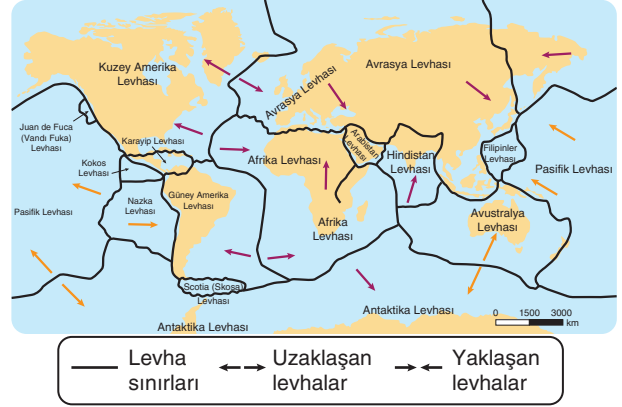 Kuzey Amerika
Levhası
Avrasya Levhası
Avrasya Levhası
Juan de Fuca
(Vandi Fuka)
Levhası
Karayip Levhası
Kokos
Levhası
Afrika Levhası
Arabistan
Levhası
Hindistan
Levhası
Filipinler
Levhası
Pasifik Levhası
Pasifik Levhası
Nazka
Levhası
Güney Amerika
Levhası
Afrika
Levhası
Avustralya
Levhası
Scotia (Skoşa)
Levhası
Antaktika Levhası
Antaktika Levhası
0 1500 3000
km
Levha
sınırları
Uzaklaşan
levhalar
Yaklaşan
levhalar